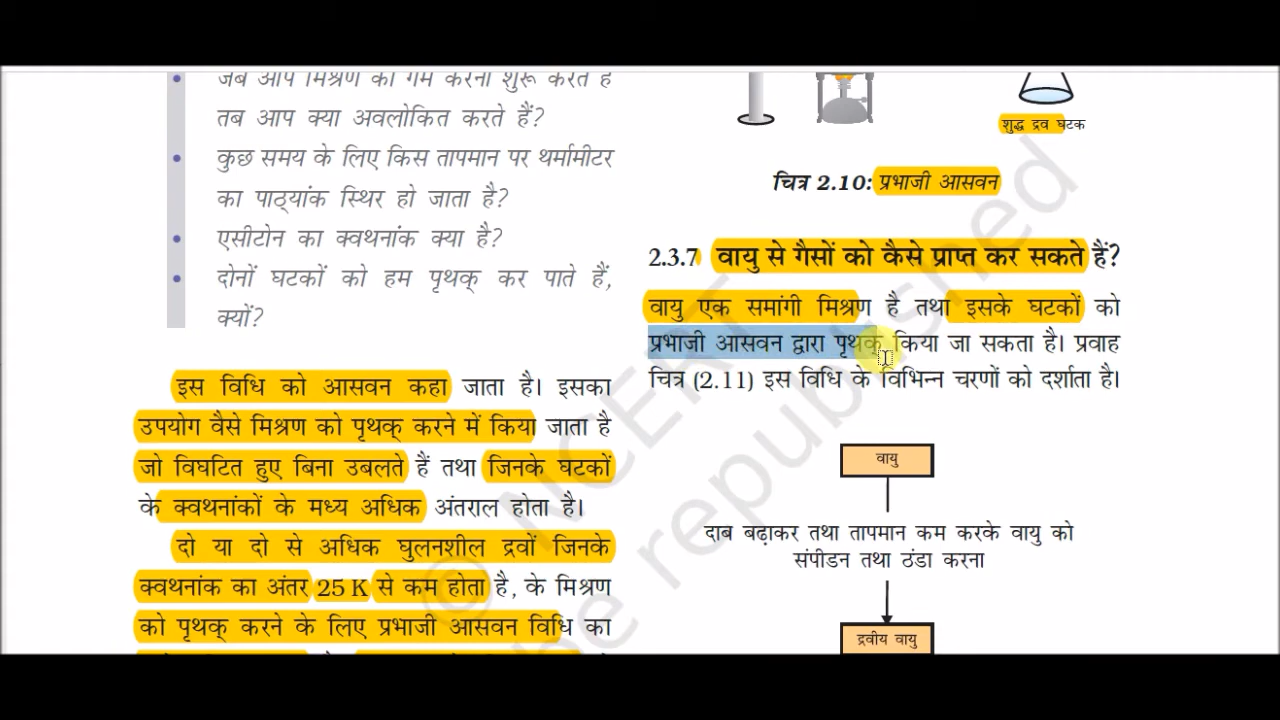 जब आप मिश्रण को गर्म करना शुरू करते हैं
तब आप क्या अवलोकित करते हैं?
• कुछ समय के लिए किस तापमान पर थर्मामीटर
का पाठ्यांक स्थिर हो जाता है?
• एसीटोन का क्वथनांक क्या है?
• दोनों घटकों को हम पृथक् कर पाते हैं,
क्यों?
इस विधि को आसवन कहा जाता है। इसका
उपयोग वैसे मिश्रण को पृथक् करने में किया जाता है
जो विघटित हुए बिना उबलते हैं तथा जिनके घटकों
के क्वथनांकों के मध्य अधिक अंतराल होता है।
दो या दो से अधिक घुलनशील द्रवों जिनके
क्वथनांक का अंतर 25 K से कम होता है, के मिश्रण
को पृथक् करने के लिए प्रभाजी आसवन विधि का
शुद्ध द्रव घटक
चित्र 2.10: प्रभाजी आसवन
2.3.7 वायु से गैसों को कैसे प्राप्त कर सकते हैं?
वायु एक समांगी मिश्रण है तथा इसके घटकों को
प्रभाजी आसवन द्वारा पृथक् किया जा सकता है। प्रवाह
चित्र (2.11) इस विधि के विभिन्न चरणों को दर्शाता है।
वायु
दाब बढ़ाकर तथा तापमान कम करके वायु को
संपीडन तथा ठंडा करना
द्रवीय वायु
© NCERT
be republished